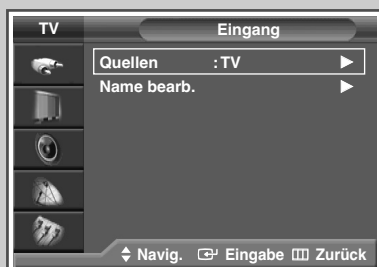 TV Eingang
Quellen : TV ▶
Name bearb. ▶
Navig. Eingabe Zurück